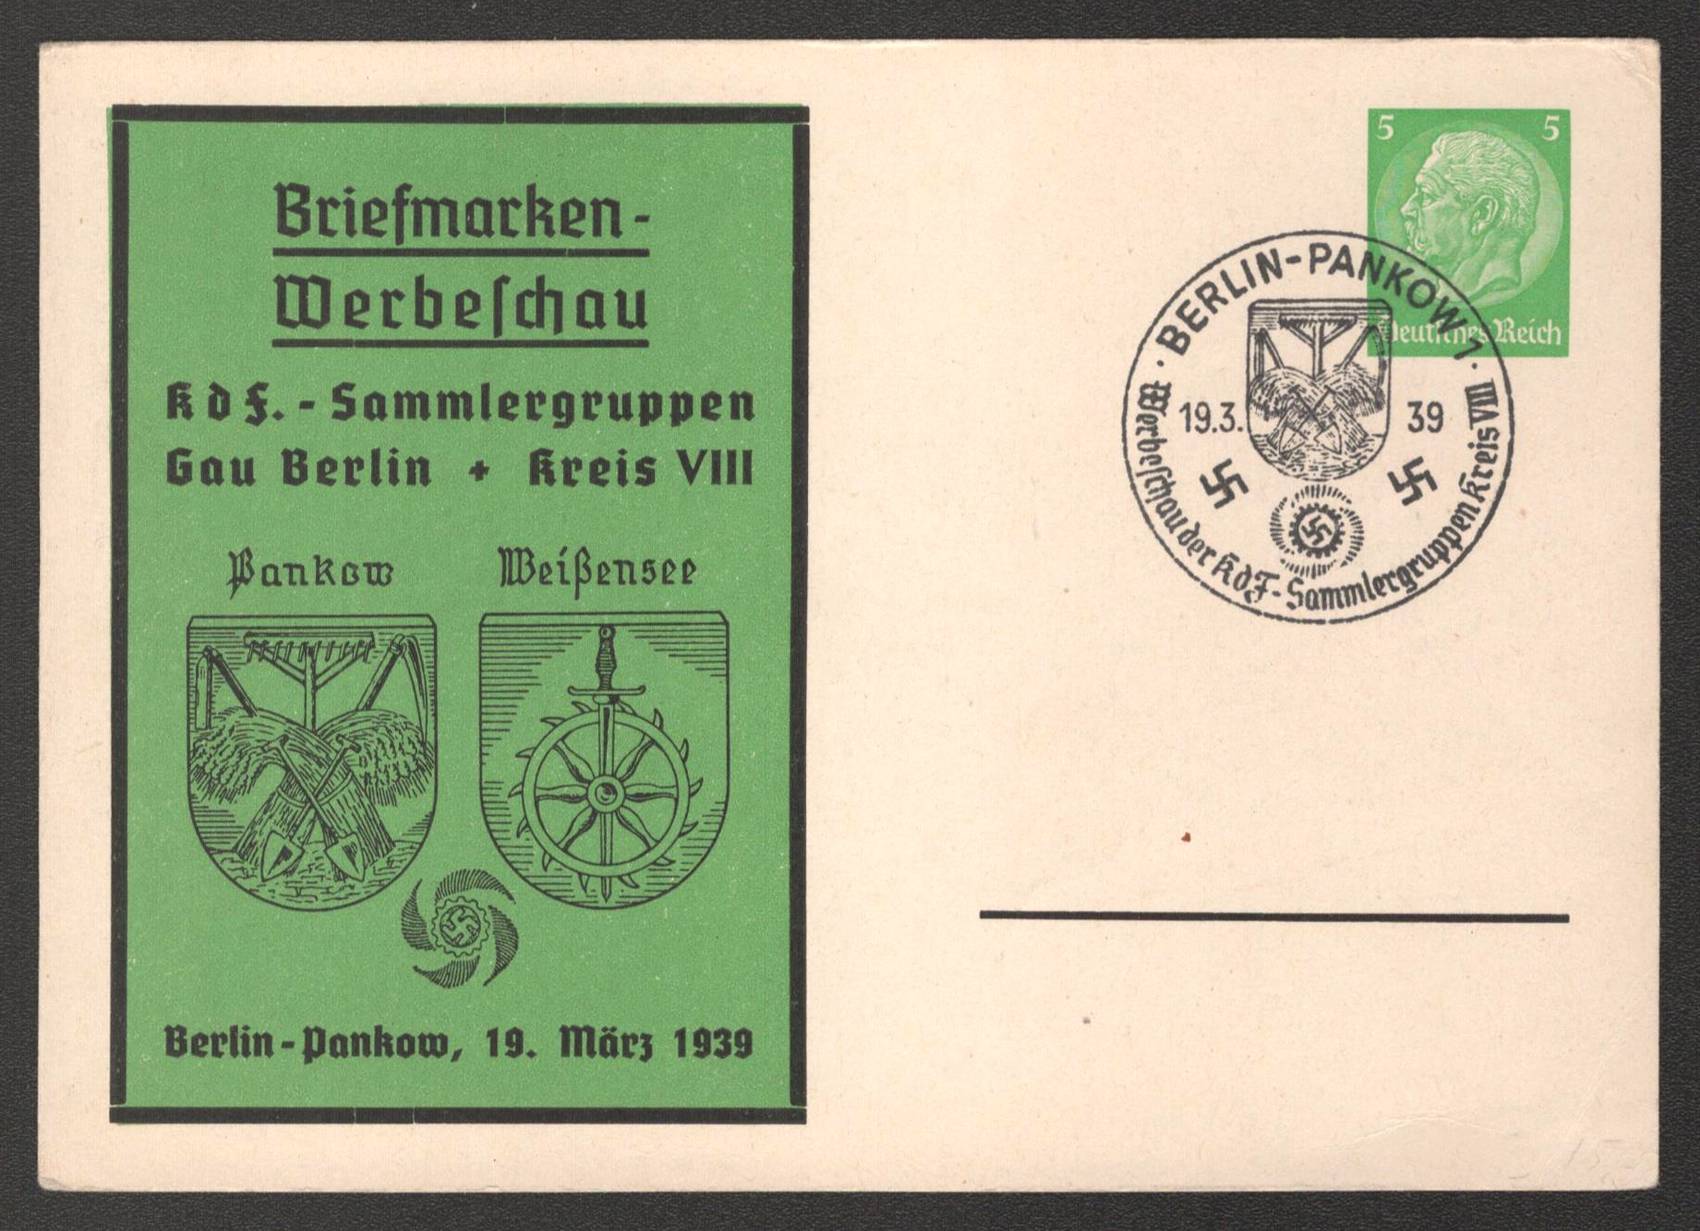 Briefmarken-
Werbeschau
KdF.-Sammlergruppen
Gau Berlin + Kreis VIII
Pankow Weißensee
Berlin-Pankow, 19. März 1939
5 5
Deutsches Reich
· BERLIN-PANKOW 1 ·
19.3. 39
Werbeschau der KdF-Sammlergruppen Kreis VIII
15